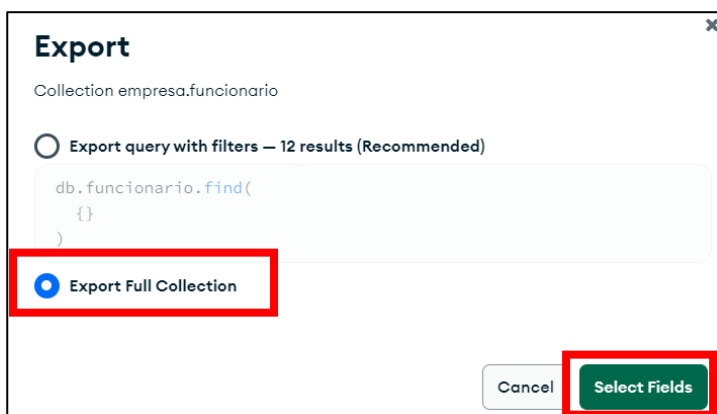 Export
Collection empresa.funcionario
Export query with filters — 12 results (Recommended)
db.funcionario.find(
{}
)
Export Full Collection
Cancel
Select Fields